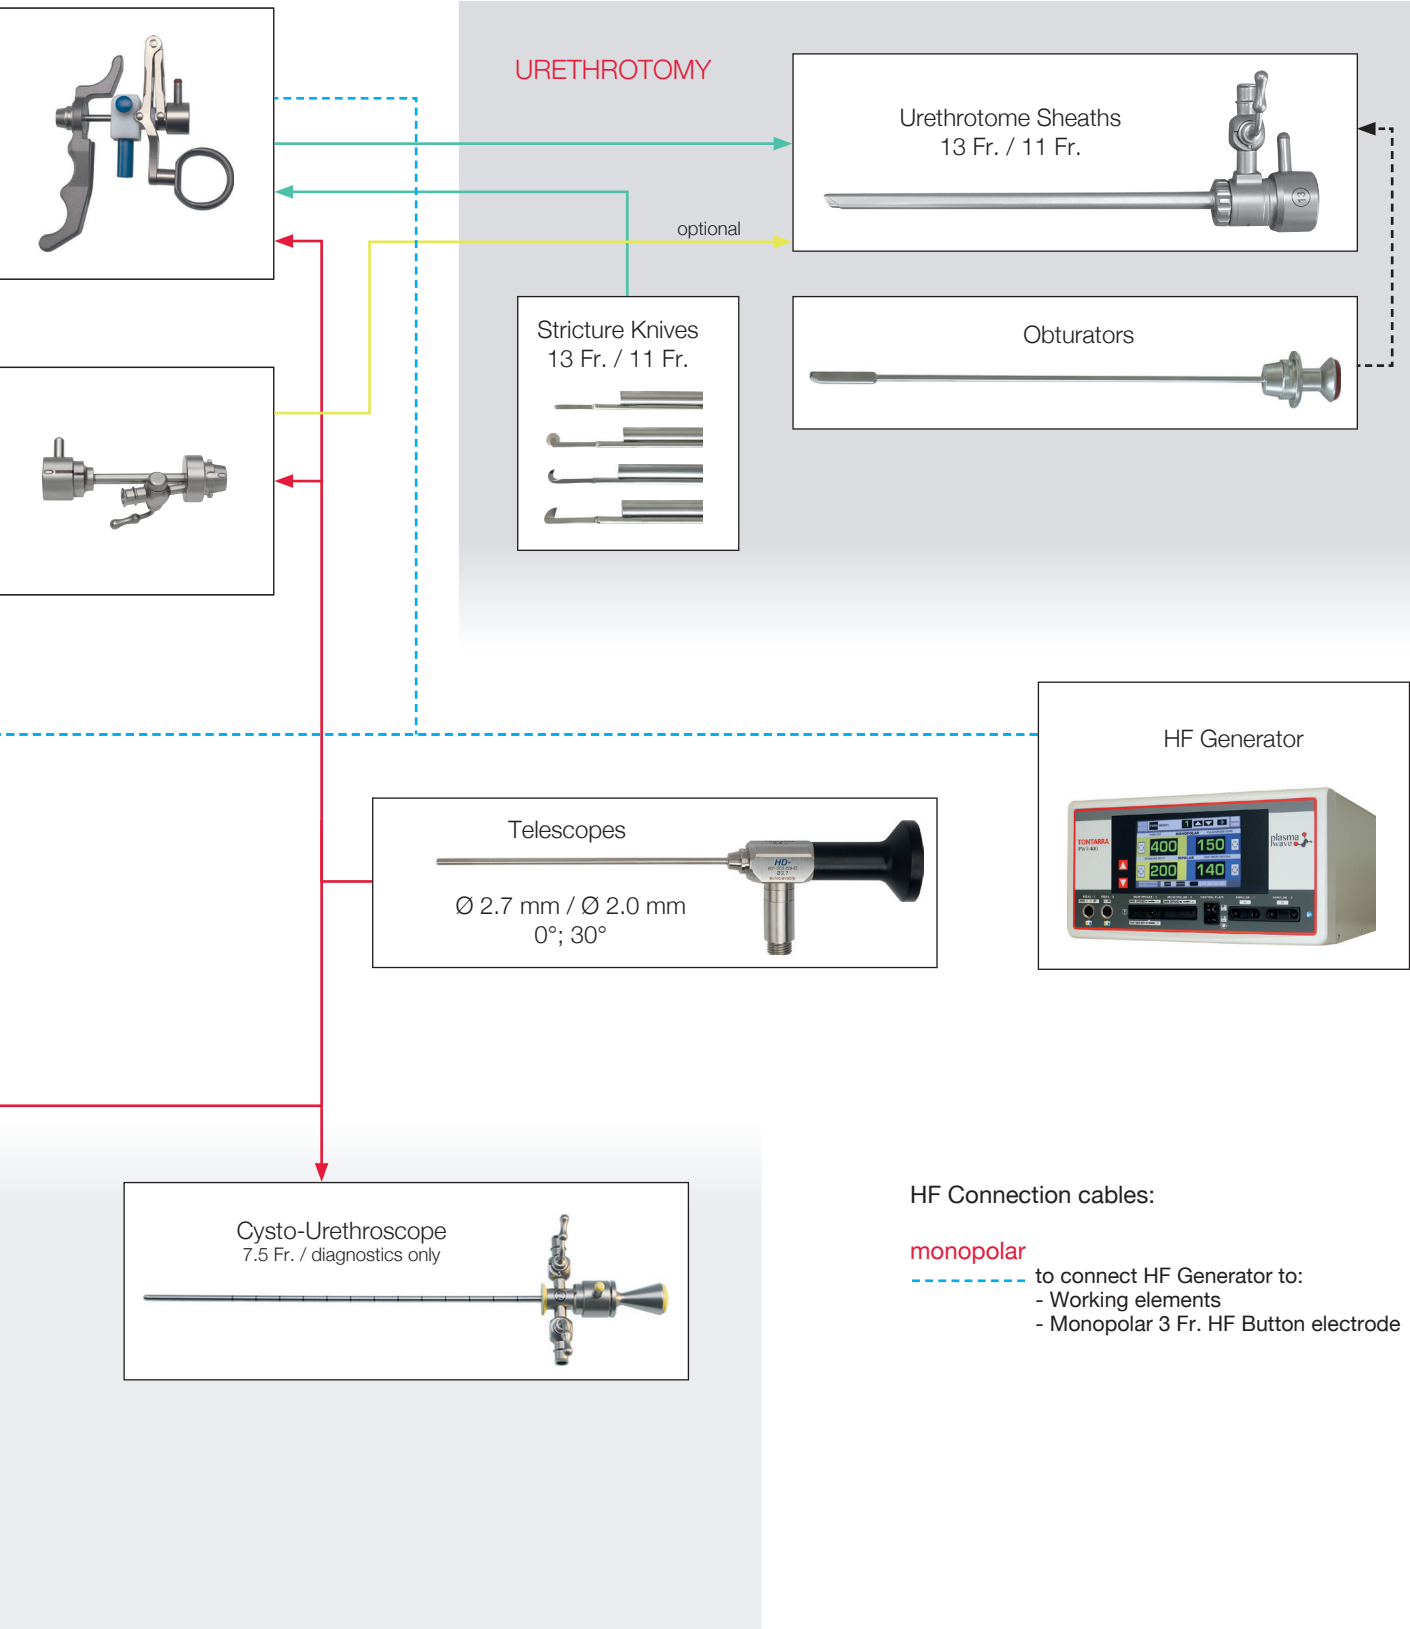 URETHROTOMY
Urethrotome Sheaths
13 Fr. / 11 Fr.
13
optional
Stricture Knives
13 Fr. / 11 Fr.
Obturators
HF Generator
TONTARRA
plasma
wave
MONOPOLAR
400
150
BIPOLAR
200
140
Telescopes
HD+
Ø 2.7 mm / Ø 2.0 mm
0°; 30°
Cysto-Urethroscope
7.5 Fr. / diagnostics only
HF Connection cables:
monopolar
to connect HF Generator to:
- Working elements
- Monopolar 3 Fr. HF Button electrode